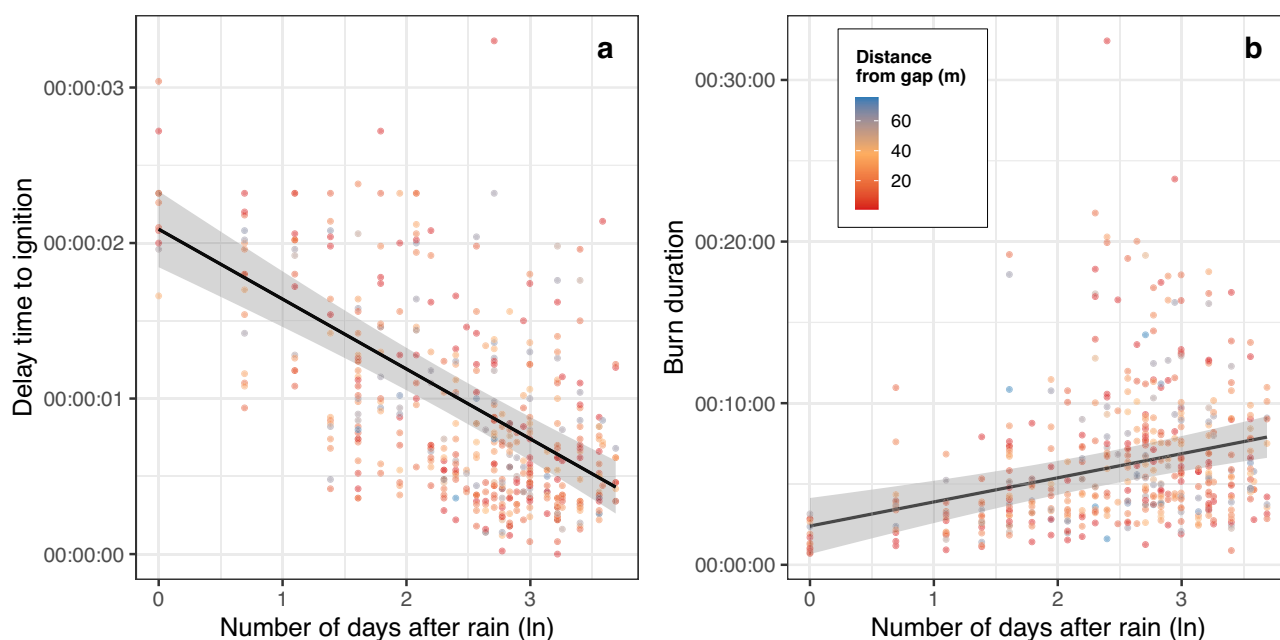 a
00:00:03
00:00:02
00:00:01
00:00:00
Delay time to ignition
0 1 2 3
Number of days after rain (ln)
b
Distance
from gap (m)
60
40
20
00:30:00
00:20:00
00:10:00
00:00:00
Burn duration
0 1 2 3
Number of days after rain (ln)